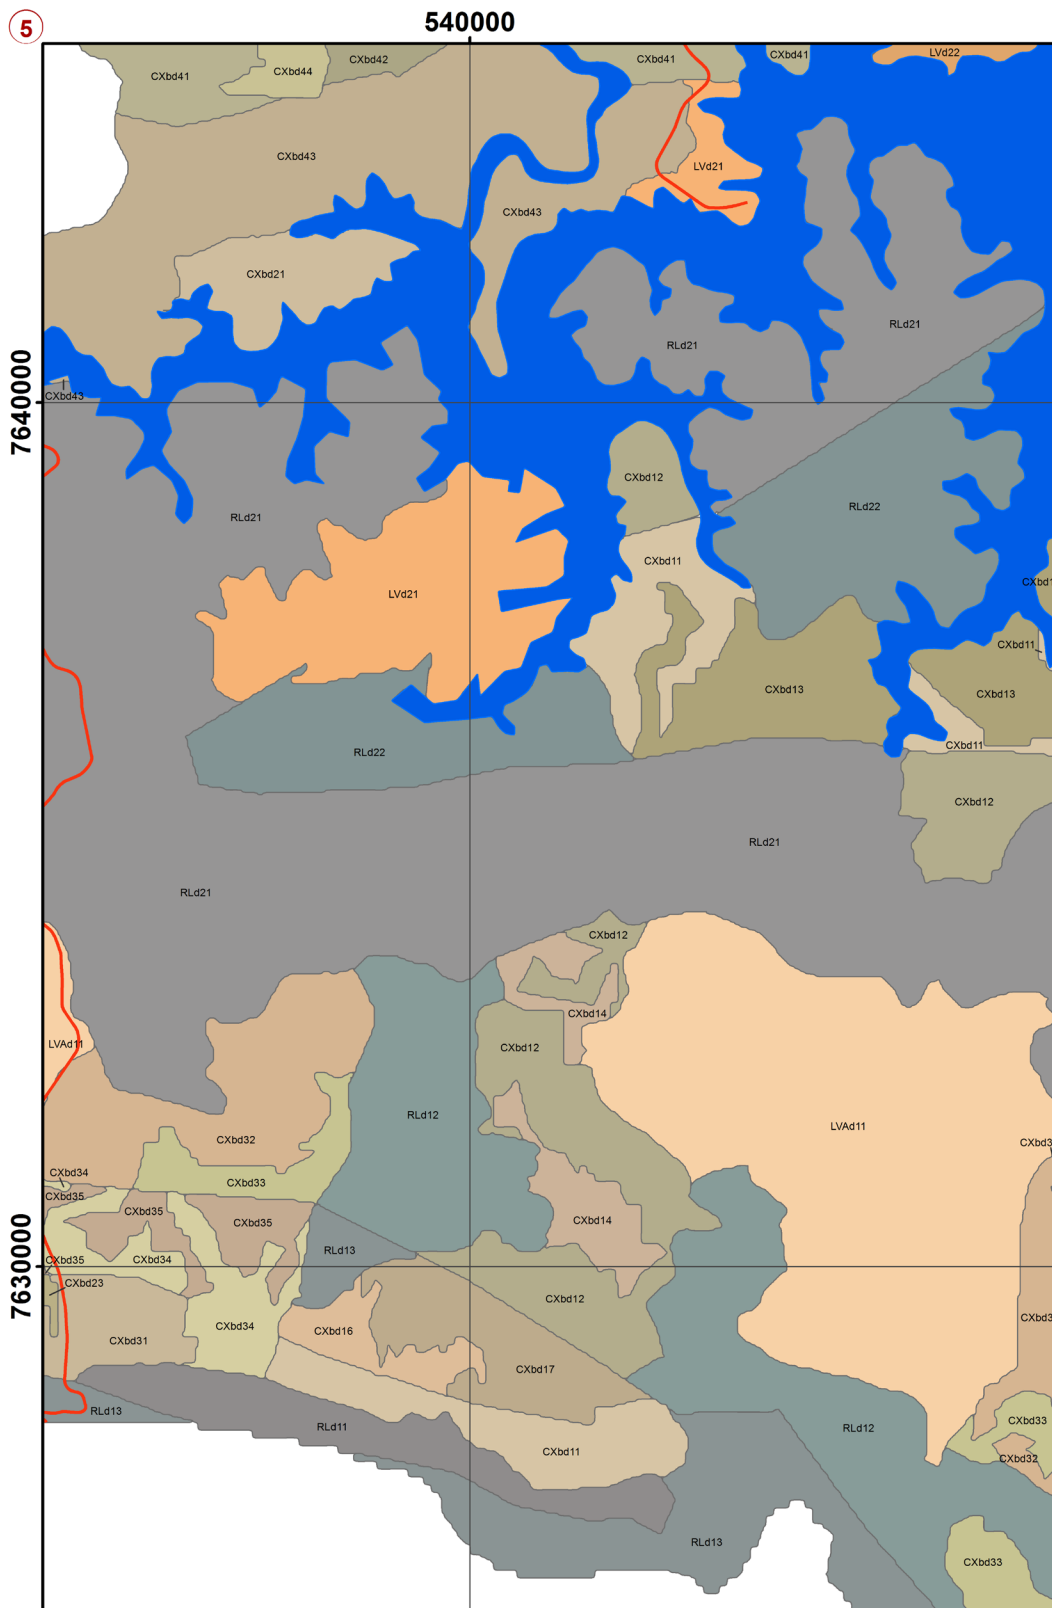 5
540000
CXbd41
CXbd44
CXbd42
CXbd41
CXbd41
LVd22
CXbd43
LVd21
CXbd43
CXbd21
RLd21
RLd21
7640000
CXbd43
CXbd12
RLd21
RLd22
CXbd11
LVd21
CXbd11
CXbd13
CXbd13
CXbd11
RLd22
CXbd12
RLd21
RLd21
CXbd12
CXbd14
LVAd11
CXbd12
RLd12
LVAd11
CXbd32
CXbd34
CXbd33
CXbd35
CXbd35
CXbd35
CXbd14
RLd13
CXbd35
CXbd34
7630000
CXbd23
CXbd12
CXbd34
CXbd16
CXbd31
CXbd17
RLd13
RLd11
CXbd33
RLd12
CXbd11
CXbd32
RLd13
CXbd33